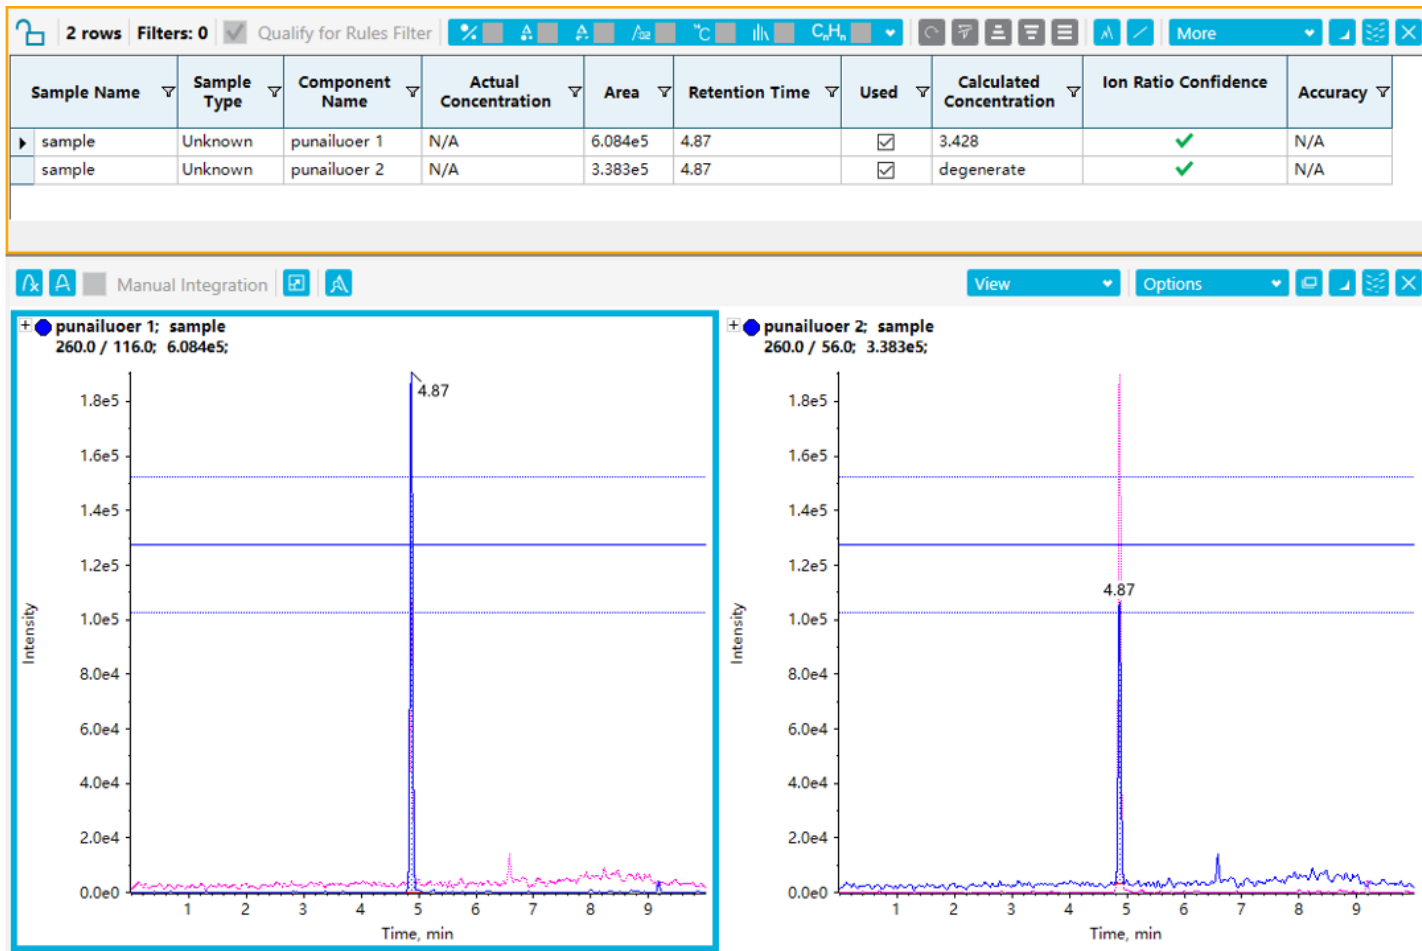 2 rows Filters: 0 Qualify for Rules Filter CnHn More
Sample Name Sample Type Component Name Actual Concentration Area Retention Time Used Calculated Concentration Ion Ratio Confidence Accuracy
sample Unknown punailuoer 1 N/A 6.084e5 4.87 3.428 N/A
sample Unknown punailuoer 2 N/A 3.383e5 4.87 degenerate N/A
Manual Integration View Options
punailuoer 1; sample
260.0 / 116.0; 6.084e5;
4.87
1.8e5
1.6e5
1.4e5
1.2e5
1.0e5
8.0e4
6.0e4
4.0e4
2.0e4
0.0e0
Intensity
1 2 3 4 5 6 7 8 9
Time, min
punailuoer 2; sample
260.0 / 56.0; 3.383e5;
1.8e5
1.6e5
1.4e5
1.2e5
4.87
1.0e5
8.0e4
6.0e4
4.0e4
2.0e4
0.0e0
Intensity
1 2 3 4 5 6 7 8 9
Time, min